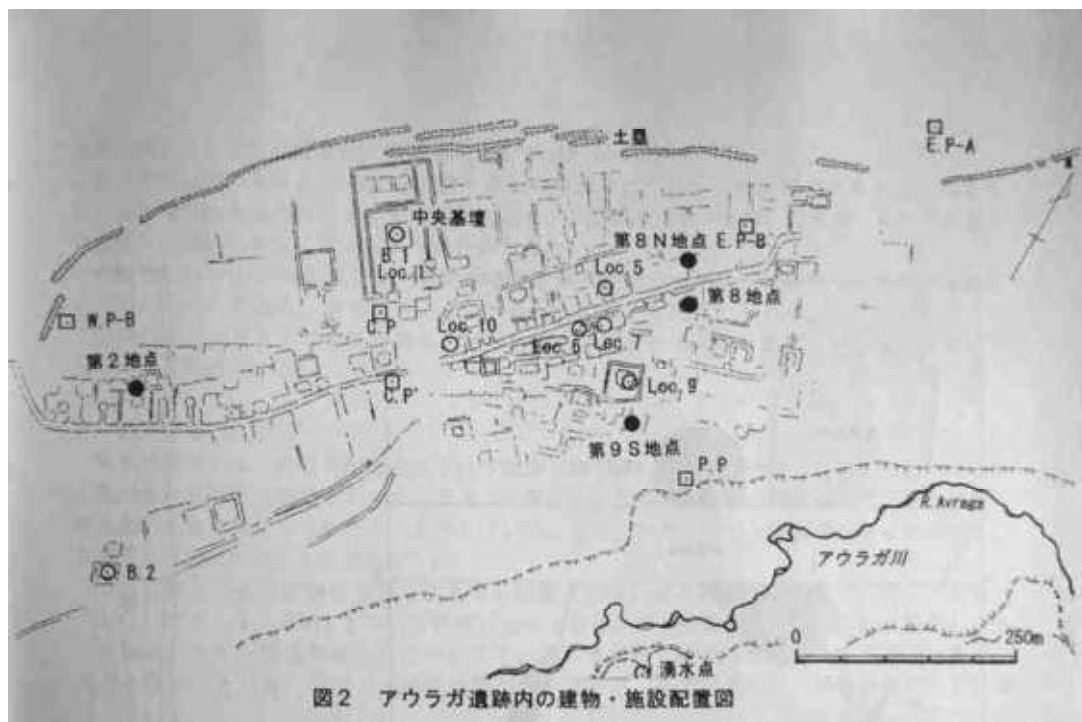 土塁
E.P-A
中央基壇
B.1
Loc.1
第8N地点 E.P-B
Loc.5
第8地点
W.P-B
C.P
Loc.10
Loc.6
Loc.7
第2地点
C.P'
Loc.9
第9S地点
P.P
R.Avraga
アウラガ川
B.2
0
250m
湧水点
図2 アウラガ遺跡内の建物・施設配置図